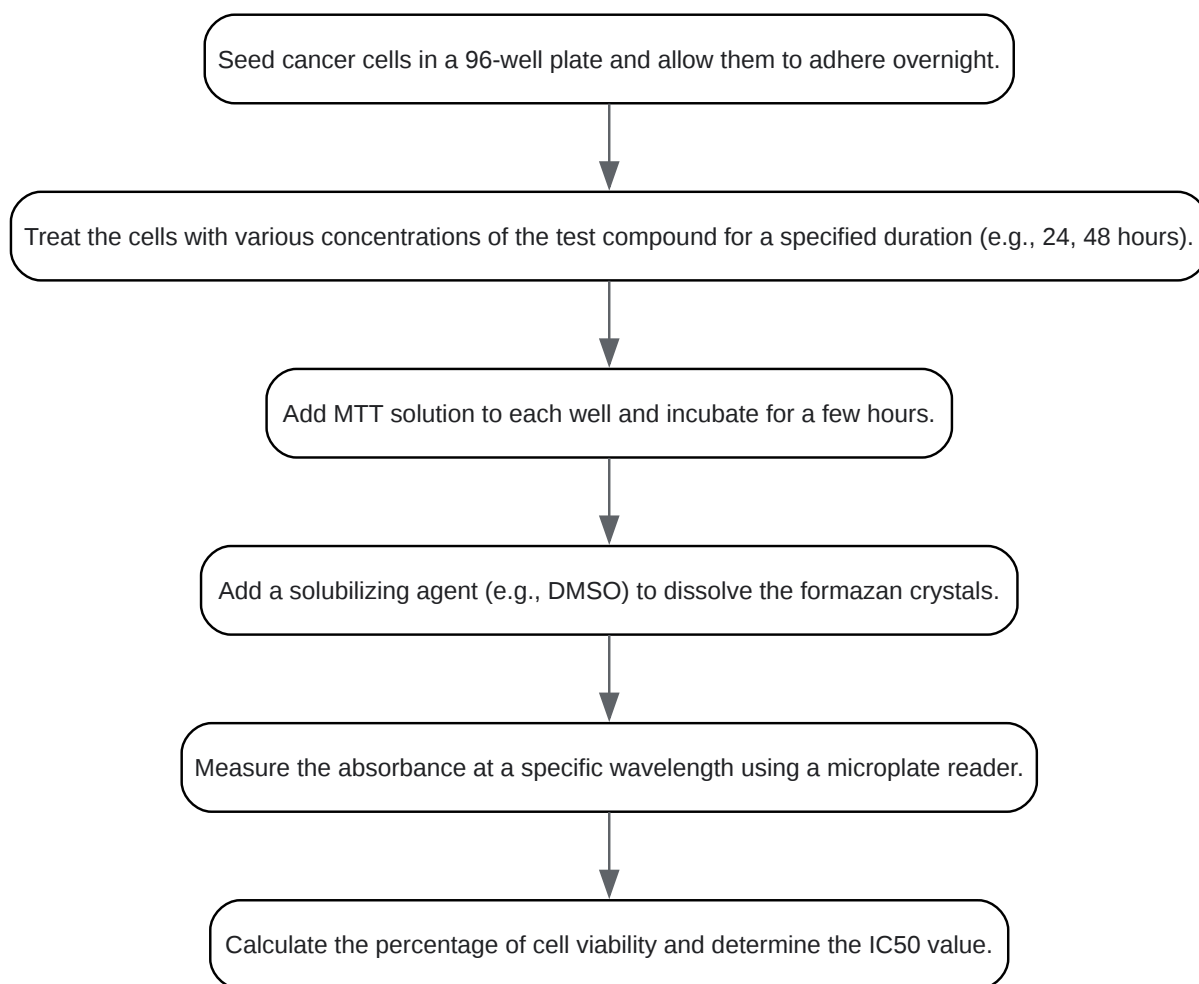 Seed cancer cells in a 96-well plate and allow them to adhere overnight.
Treat the cells with various concentrations of the test compound for a specified duration (e.g., 24, 48 hours).
Add MTT solution to each well and incubate for a few hours.
Add a solubilizing agent (e.g., DMSO) to dissolve the formazan crystals.
Measure the absorbance at a specific wavelength using a microplate reader.
Calculate the percentage of cell viability and determine the IC50 value.